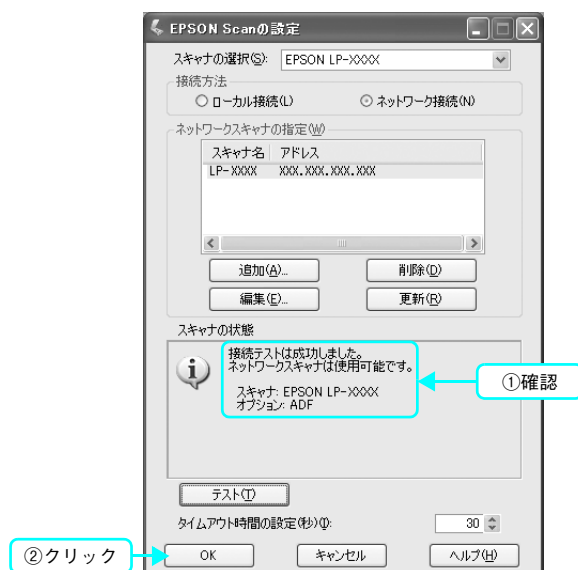 EPSON Scanの設定
スキャナの選択(S): EPSON LP-XXXX
接続方法
ローカル接続(L) ネットワーク接続(N)
ネットワークスキャナの指定(W)
スキャナ名 アドレス
LP-XXXX XXX.XXX.XXX.XXX
追加(A)... 削除(D)
編集(E)... 更新(R)
スキャナの状態
接続テストは成功しました。
ネットワークスキャナは使用可能です。
スキャナ: EPSON LP-XXXX
オプション: ADF
①確認
テスト(T)
タイムアウト時間の設定(秒)(I): 30
②クリック
OK キャンセル ヘルプ(H)